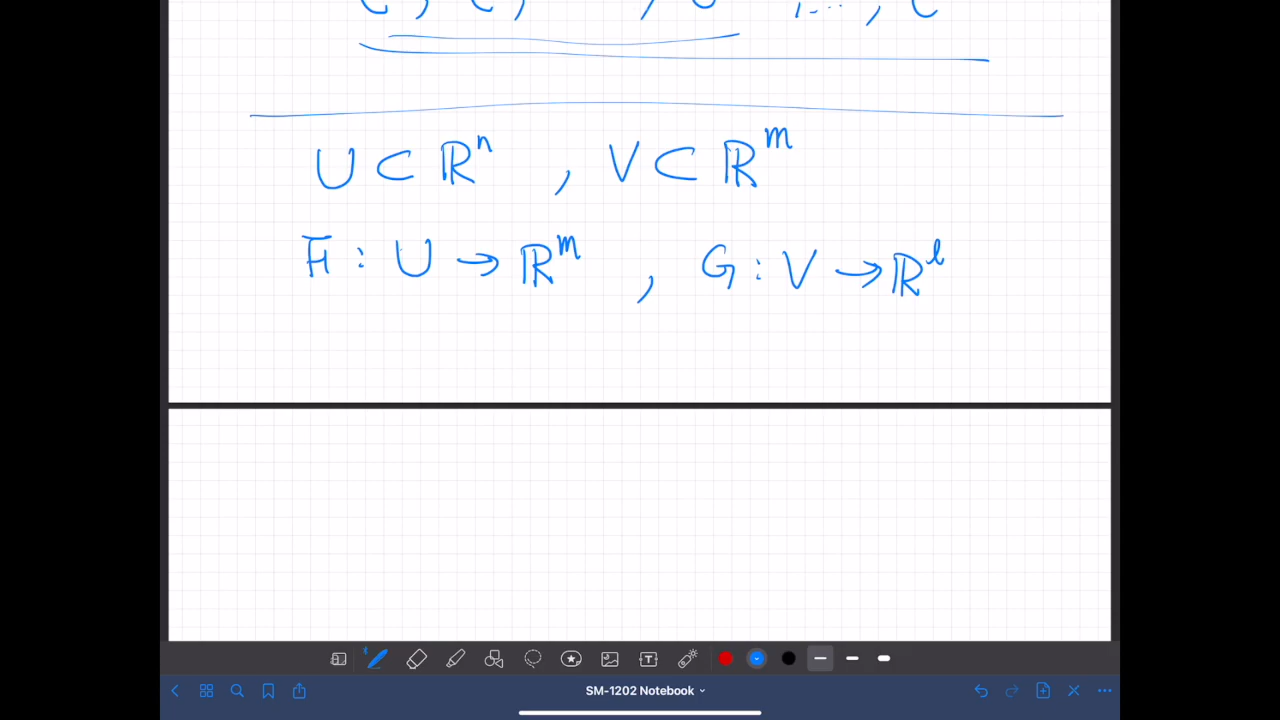 U ⊂ ℝⁿ , V ⊂ ℝᵐ
F : U → ℝᵐ , G : V → ℝˡ
SM-1202 Notebook